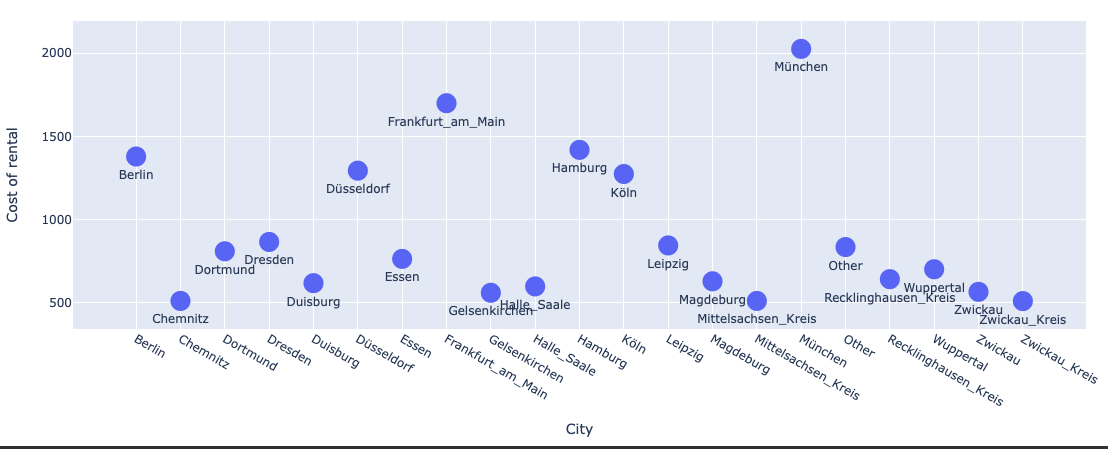 Cost of rental
2000
1500
1000
500
München
Frankfurt_am_Main
Hamburg
Berlin
Düsseldorf
Köln
Dresden
Leipzig
Other
Dortmund
Essen
Wuppertal
Recklinghausen_Kreis
Magdeburg
Duisburg
Halle_Saale
Zwickau
Gelsenkirchen
Chemnitz
Mittelsachsen_Kreis
Zwickau_Kreis
Berlin
Chemnitz
Dortmund
Dresden
Duisburg
Düsseldorf
Essen
Frankfurt_am_Main
Gelsenkirchen
Halle_Saale
Hamburg
Köln
Leipzig
Magdeburg
Mittelsachsen_Kreis
München
Other
Recklinghausen_Kreis
Wuppertal
Zwickau
Zwickau_Kreis
City